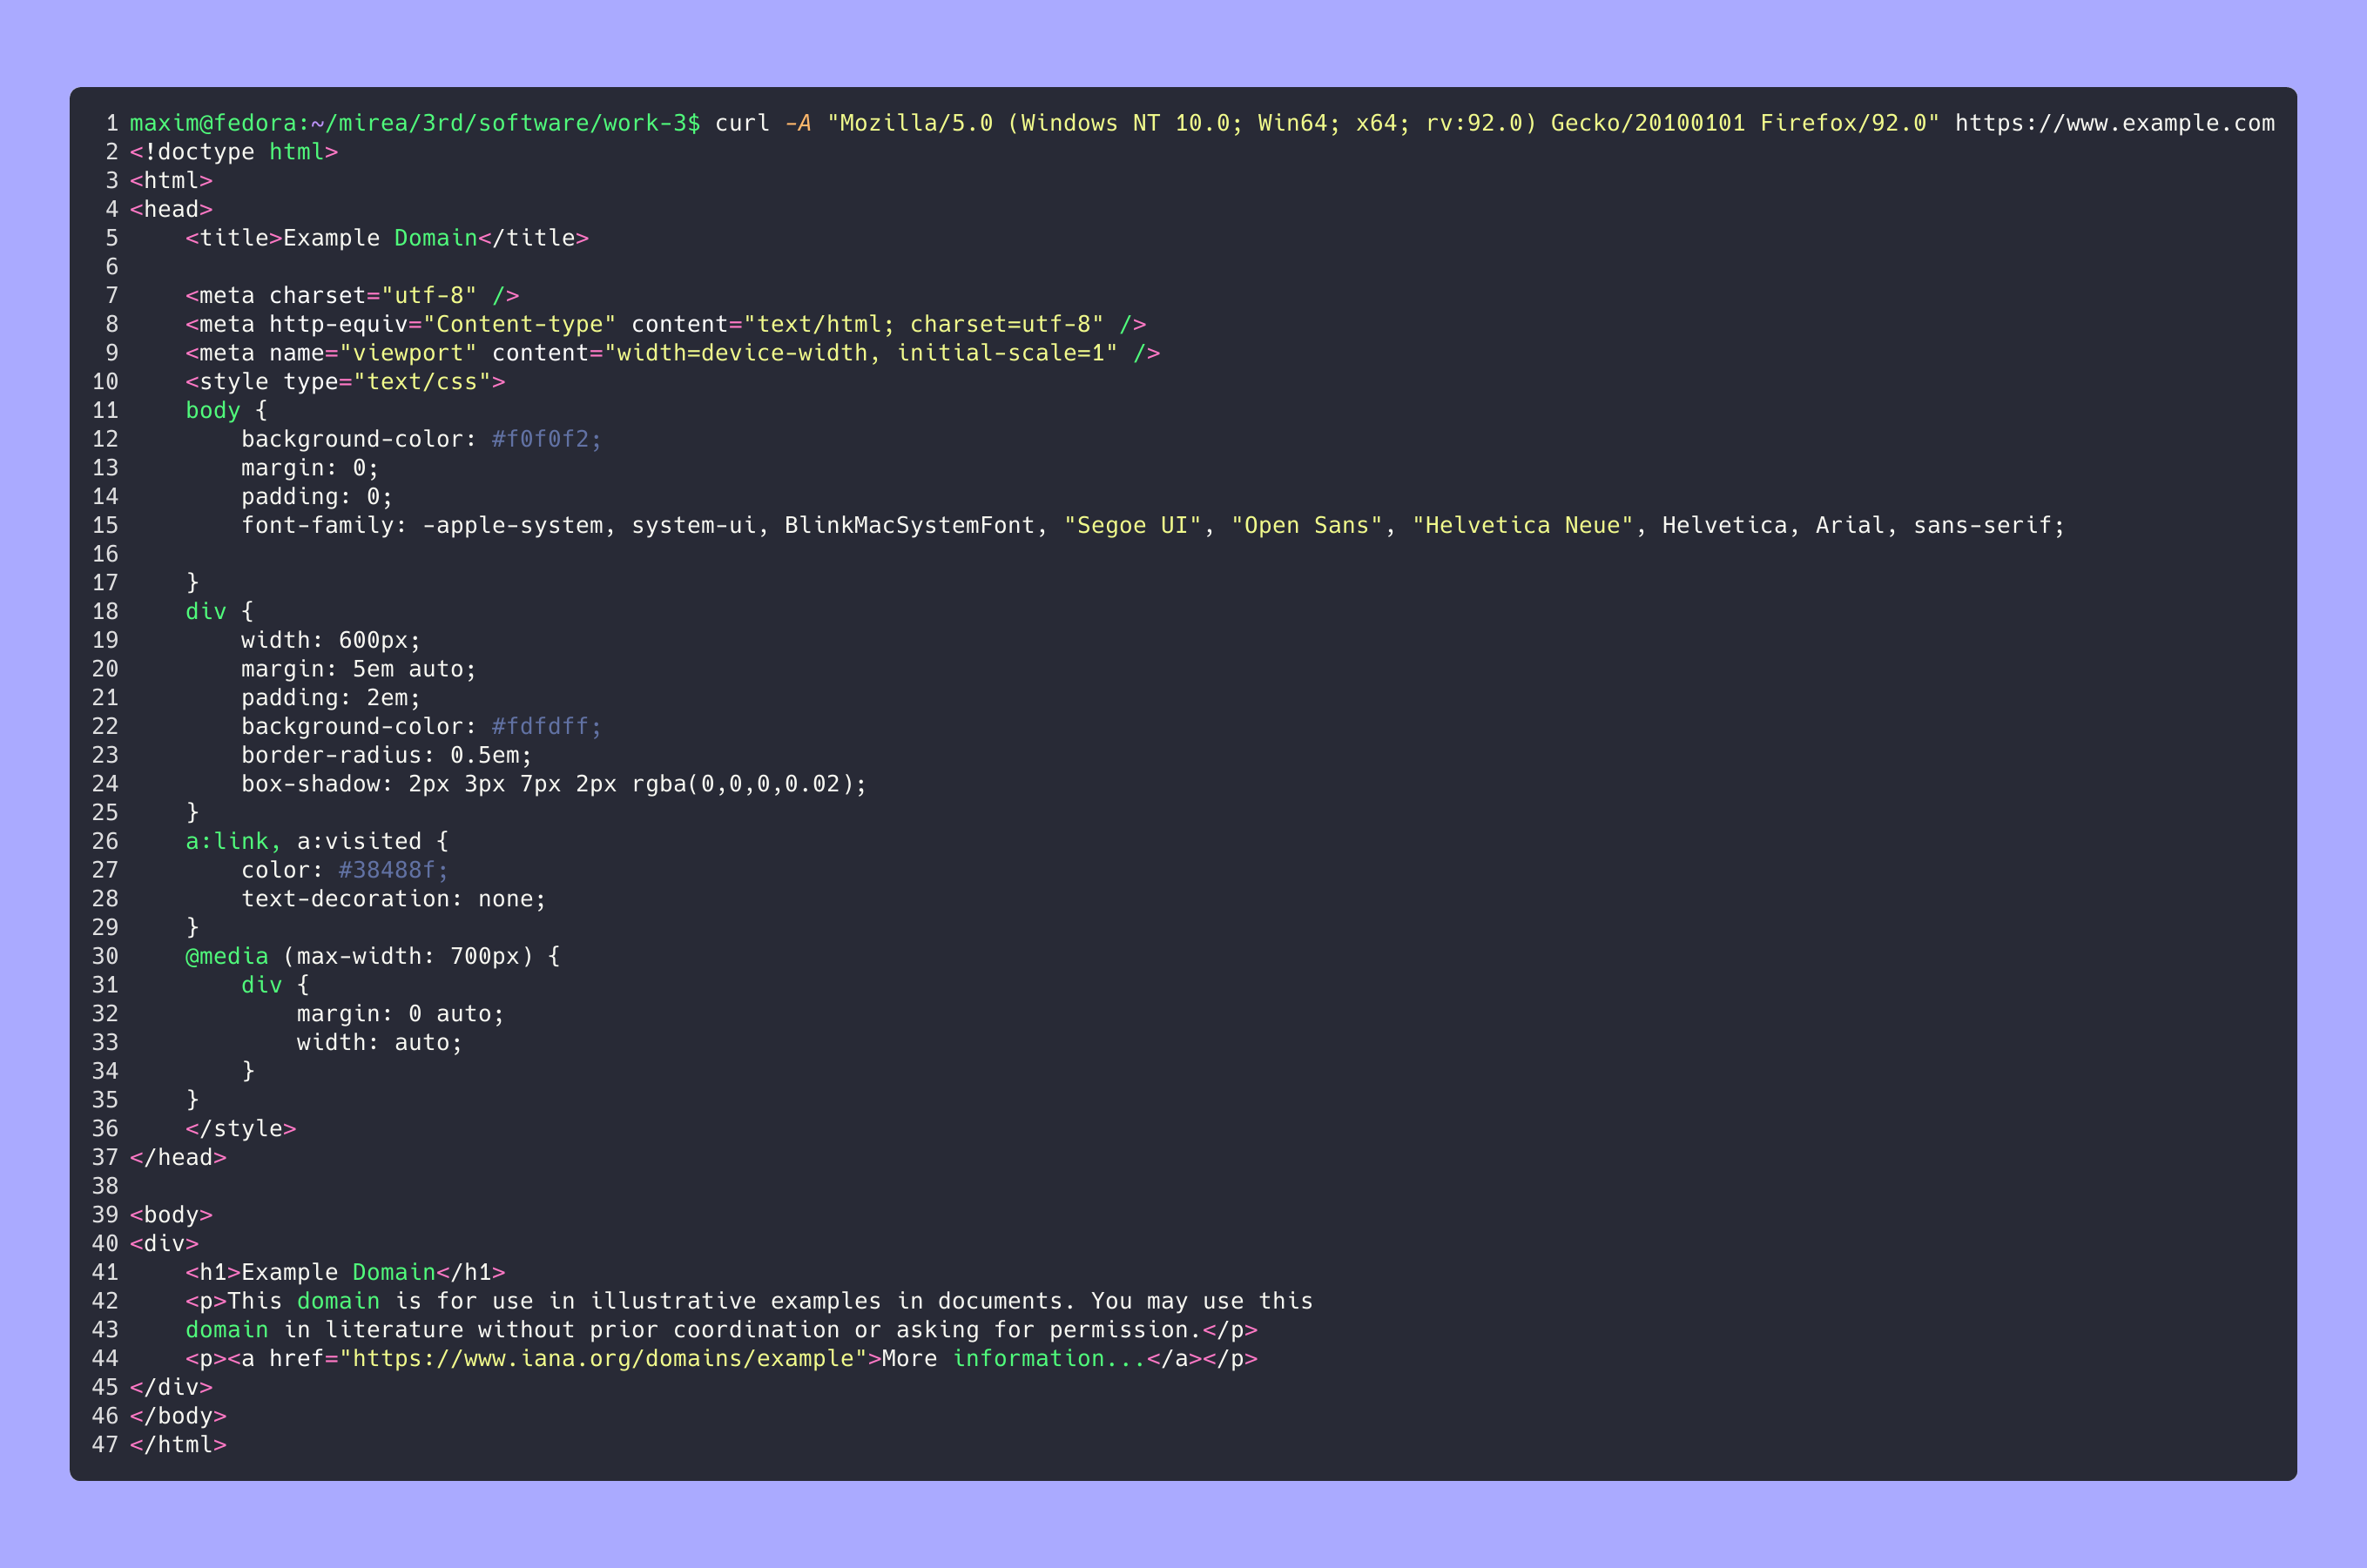 1 maxim@fedora:~/mirea/3rd/software/work-3$ curl -A "Mozilla/5.0 (Windows NT 10.0; Win64; x64; rv:92.0) Gecko/20100101 Firefox/92.0" https://www.example.com
2 <!doctype html>
3 <html>
4 <head>
5     <title>Example Domain</title>
6
7     <meta charset="utf-8" />
8     <meta http-equiv="Content-type" content="text/html; charset=utf-8" />
9     <meta name="viewport" content="width=device-width, initial-scale=1" />
10     <style type="text/css">
11     body {
12         background-color: #f0f0f2;
13         margin: 0;
14         padding: 0;
15         font-family: -apple-system, system-ui, BlinkMacSystemFont, "Segoe UI", "Open Sans", "Helvetica Neue", Helvetica, Arial, sans-serif;
16
17     }
18     div {
19         width: 600px;
20         margin: 5em auto;
21         padding: 2em;
22         background-color: #fdfdff;
23         border-radius: 0.5em;
24         box-shadow: 2px 3px 7px 2px rgba(0,0,0,0.02);
25     }
26     a:link, a:visited {
27         color: #38488f;
28         text-decoration: none;
29     }
30     @media (max-width: 700px) {
31         div {
32             margin: 0 auto;
33             width: auto;
34         }
35     }
36     </style>
37 </head>
38
39 <body>
40 <div>
41     <h1>Example Domain</h1>
42     <p>This domain is for use in illustrative examples in documents. You may use this
43     domain in literature without prior coordination or asking for permission.</p>
44     <p><a href="https://www.iana.org/domains/example">More information...</a></p>
45 </div>
46 </body>
47 </html>